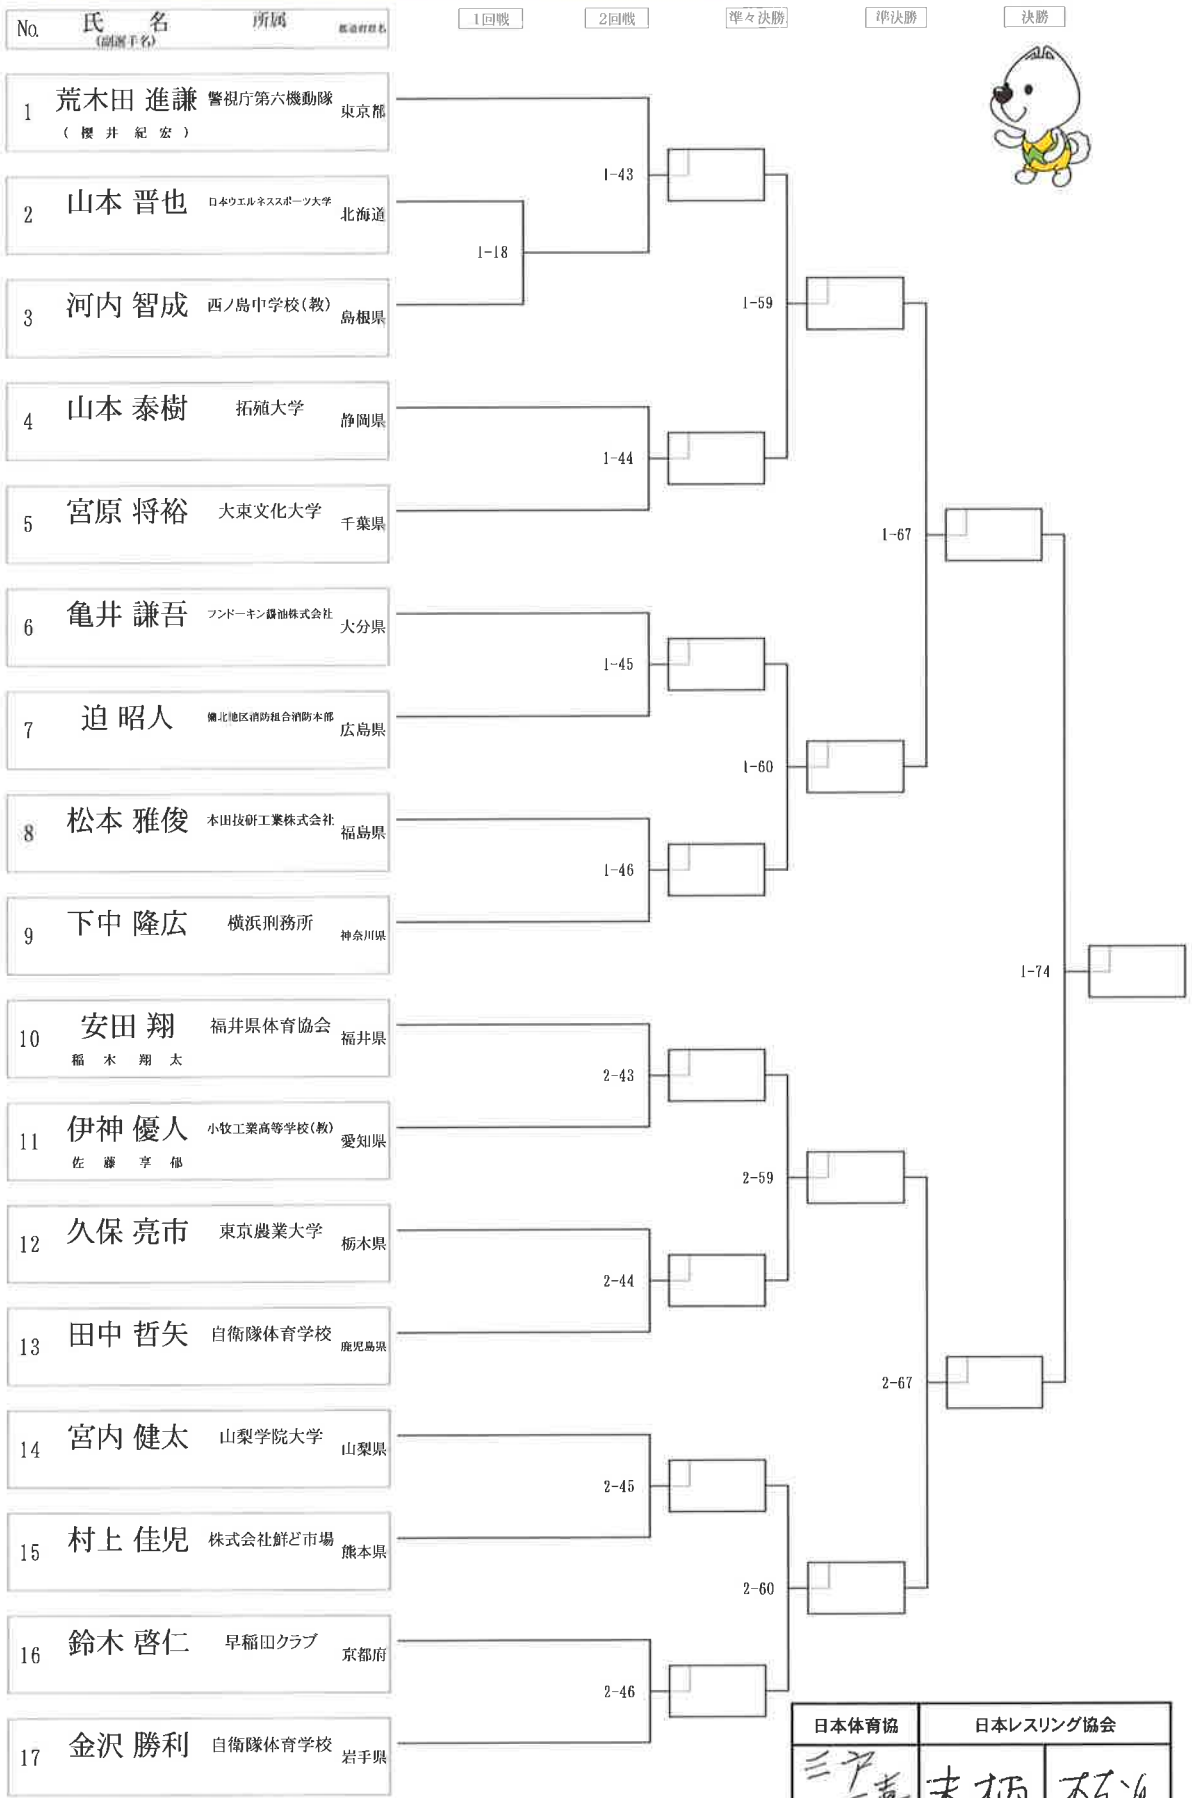 No. 氏 名 所属 都道府県名
(副選手名)
1回戦 2回戦 準々決勝 準決勝 決勝
1 荒木田 進謙 警視庁第六機動隊 東京都
( 櫻 井 紀 宏 )
2 山本 晋也 日本ウエルネススポーツ大学 北海道
3 河内 智成 西ノ島中学校(教) 島根県
4 山本 泰樹 拓殖大学 静岡県
5 宮原 将裕 大東文化大学 千葉県
6 亀井 謙吾 フンドーキン醤油株式会社 大分県
7 迫 昭人 備北地区消防組合消防本部 広島県
8 松本 雅俊 本田技研工業株式会社 福島県
9 下中 隆広 横浜刑務所 神奈川県
10 安田 翔 福井県体育協会 福井県
稲 木 翔 太
11 伊神 優人 小牧工業高等学校(教) 愛知県
佐 藤 享 郁
12 久保 亮市 東京農業大学 栃木県
13 田中 哲矢 自衛隊体育学校 鹿児島県
14 宮内 健太 山梨学院大学 山梨県
15 村上 佳児 株式会社鮮ど市場 熊本県
16 鈴木 啓仁 早稲田クラブ 京都府
17 金沢 勝利 自衛隊体育学校 岩手県
1-18
1-43
1-44
1-45
1-46
2-43
2-44
2-45
2-46
1-59
1-60
2-59
2-60
1-67
2-67
1-74
日本体育協 日本レスリング協会